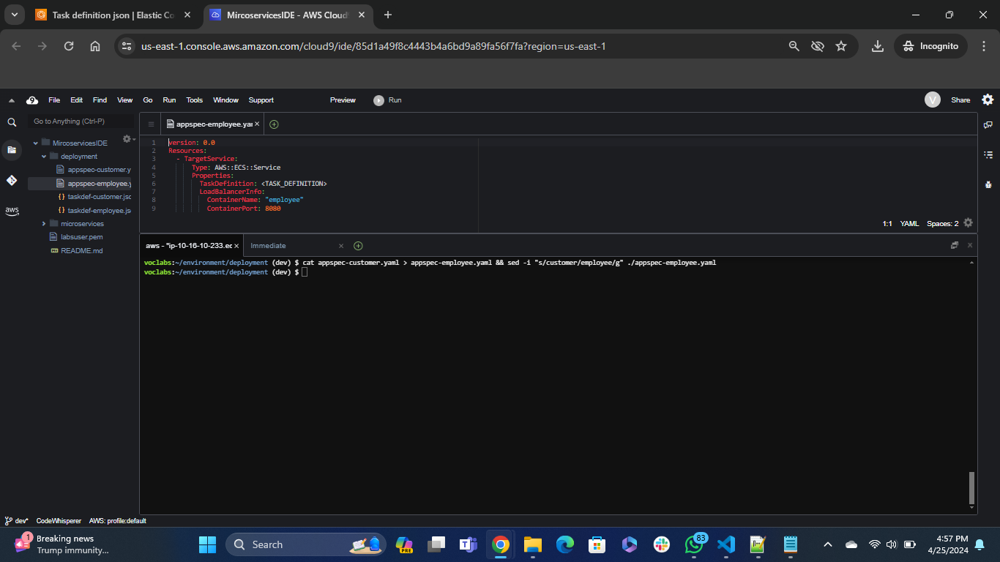 Task definition json | Elastic Co
MircoservicesIDE - AWS Cloud
us-east-1.console.aws.amazon.com/cloud9/ide/85d1a49f8c4443b4a6bd9a89fa56f7fa?region=us-east-1
Incognito
9 File Edit Find View Go Run Tools Window Support Preview Run V Share
Go to Anything (Ctrl-P)
MircoservicesIDE
deployment
appspec-customer.y
appspec-employee.y
taskdef-customer.jsc
taskdef-employee.js
microservices
labsuser.pem
README.md
aws
appspec-employee.yar
1 version: 0.0
2 Resources:
3 - TargetService:
4 Type: AWS::ECS::Service
5 Properties:
6 TaskDefinition: <TASK_DEFINITION>
7 LoadBalancerInfo:
8 ContainerName: "employee"
9 ContainerPort: 8080
1:1 YAML Spaces: 2
aws - "ip-10-16-10-233.ec Immediate
voclabs:~/environment/deployment (dev) $ cat appspec-customer.yaml > appspec-employee.yaml && sed -i "s/customer/employee/g" ./appspec-employee.yaml
voclabs:~/environment/deployment (dev) $
dev* CodeWhisperer AWS: profile:default
1 Breaking news
Trump immunity...
Search
PRE
83
4:57 PM
4/25/2024